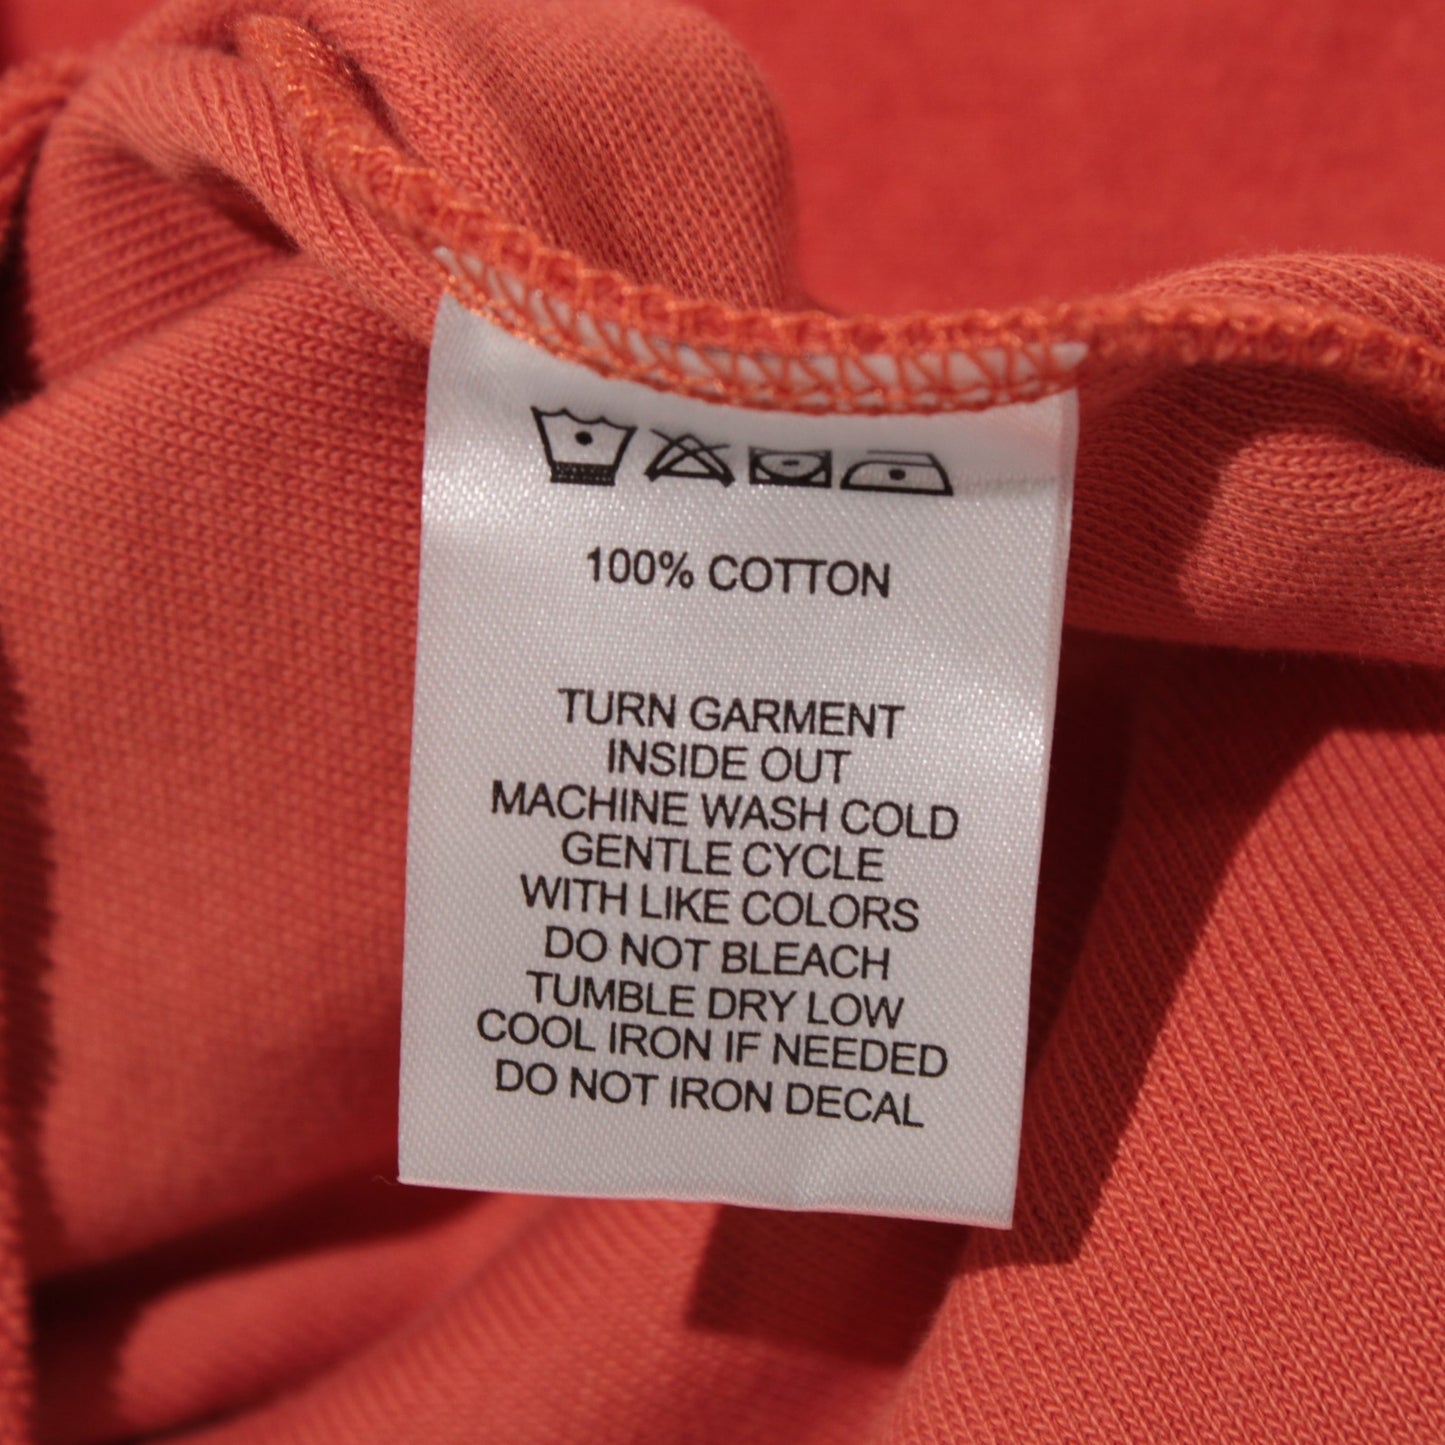 100% COTTON
TURN GARMENT
INSIDE OUT
MACHINE WASH COLD
GENTLE CYCLE
WITH LIKE COLORS
DO NOT BLEACH
TUMBLE DRY LOW
COOL IRON IF NEEDED
DO NOT IRON DECAL